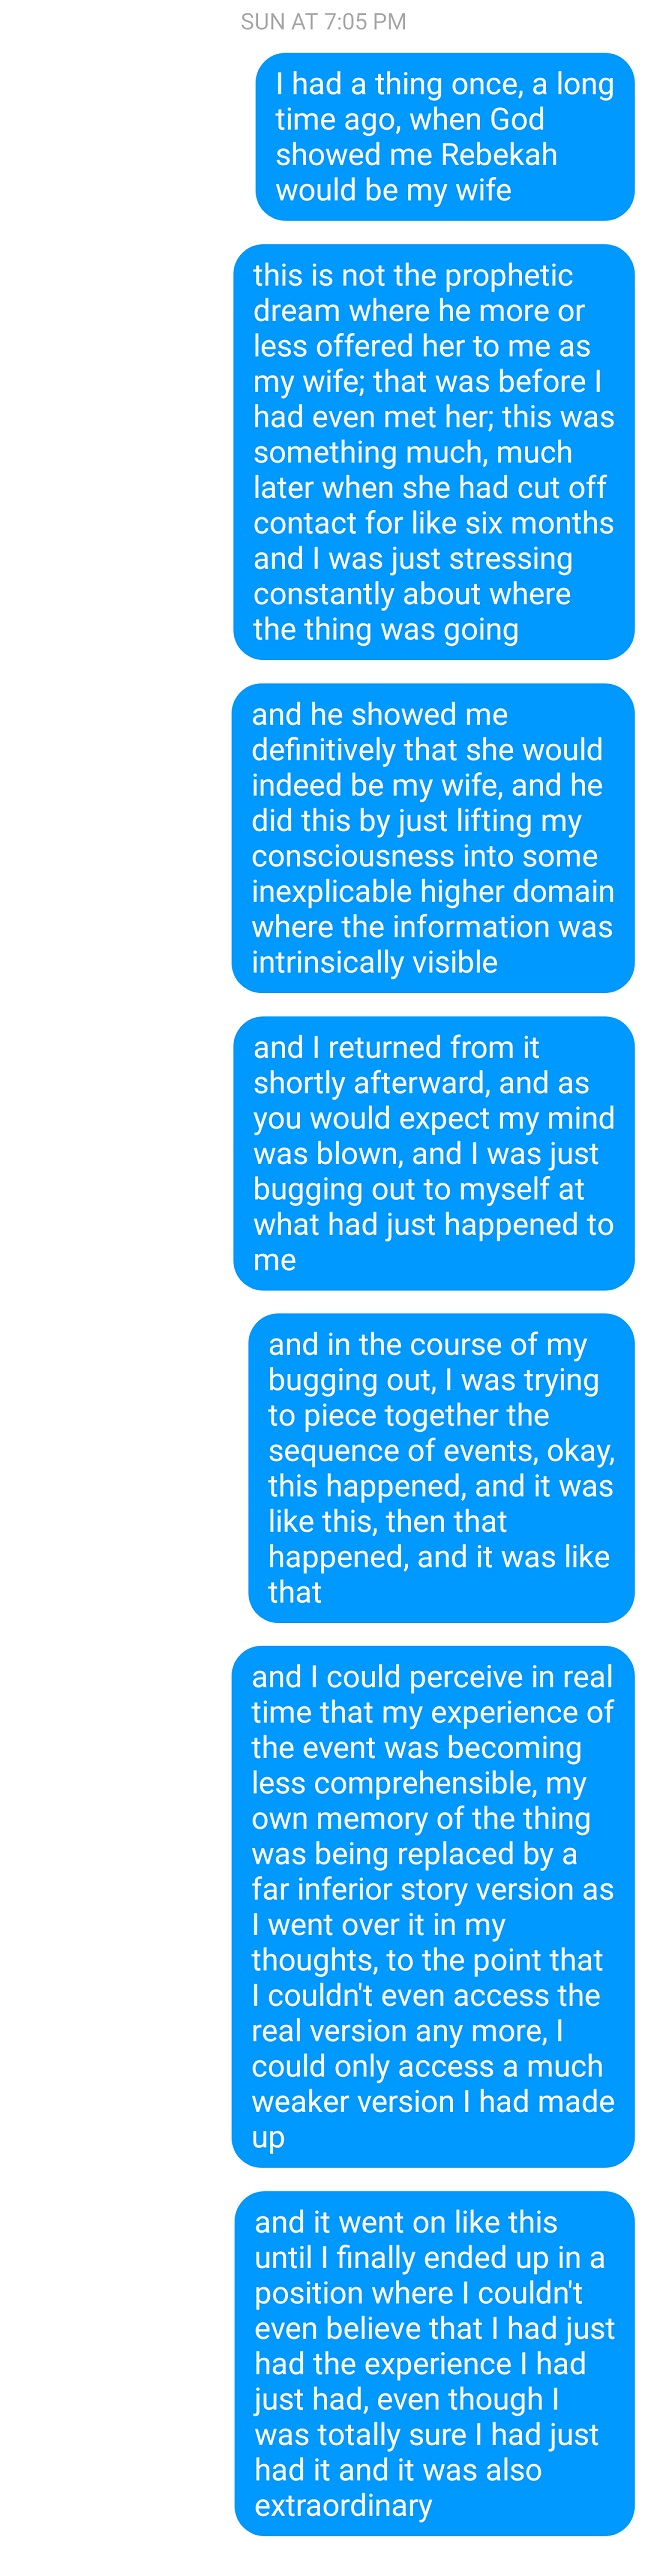 SUN AT 7:05 PM
I had a thing once, a long
time ago, when God
showed me Rebekah
would be my wife
this is not the prophetic
dream where he more or
less offered her to me as
my wife; that was before I
had even met her; this was
something much, much
later when she had cut off
contact for like six months
and I was just stressing
constantly about where
the thing was going
and he showed me
definitively that she would
indeed be my wife, and he
did this by just lifting my
consciousness into some
inexplicable higher domain
where the information was
intrinsically visible
and I returned from it
shortly afterward, and as
you would expect my mind
was blown, and I was just
bugging out to myself at
what had just happened to
me
and in the course of my
bugging out, I was trying
to piece together the
sequence of events, okay,
this happened, and it was
like this, then that
happened, and it was like
that
and I could perceive in real
time that my experience of
the event was becoming
less comprehensible, my
own memory of the thing
was being replaced by a
far inferior story version as
I went over it in my
thoughts, to the point that
I couldn't even access the
real version any more, I
could only access a much
weaker version I had made
up
and it went on like this
until I finally ended up in a
position where I couldn't
even believe that I had just
had the experience I had
just had, even though I
was totally sure I had just
had it and it was also
extraordinary